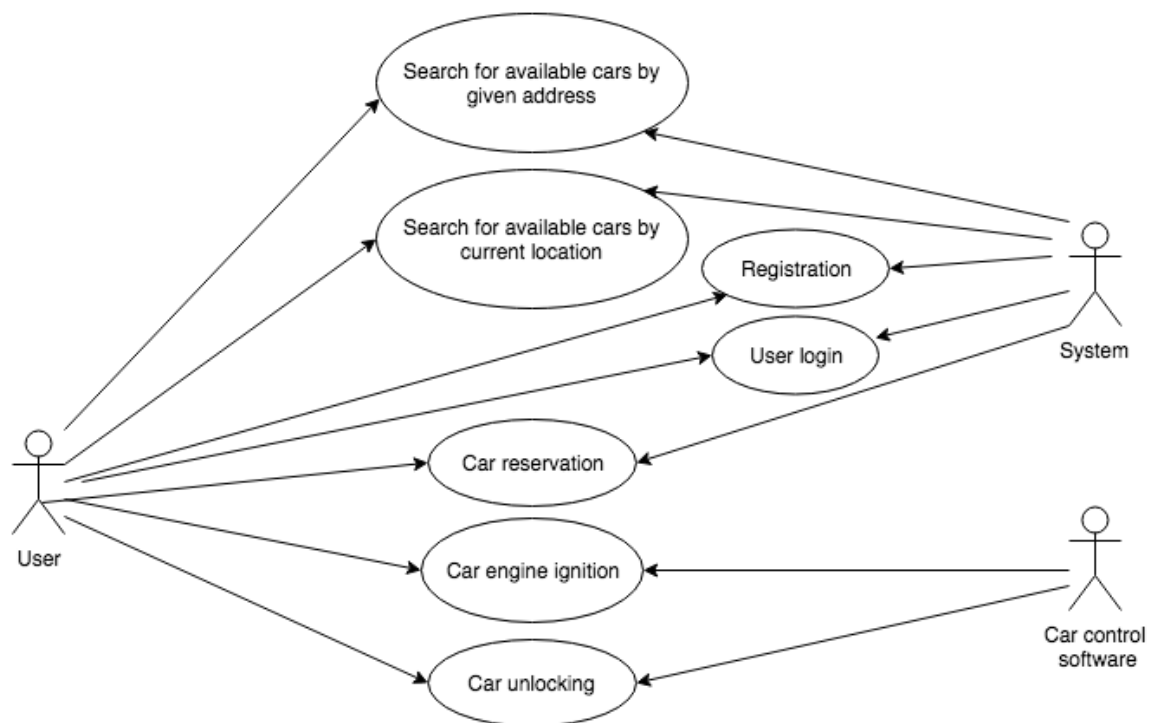 Search for available cars by
given address
Search for available cars by
current location
Registration
User login
System
Car reservation
User
Car engine ignition
Car control
software
Car unlocking